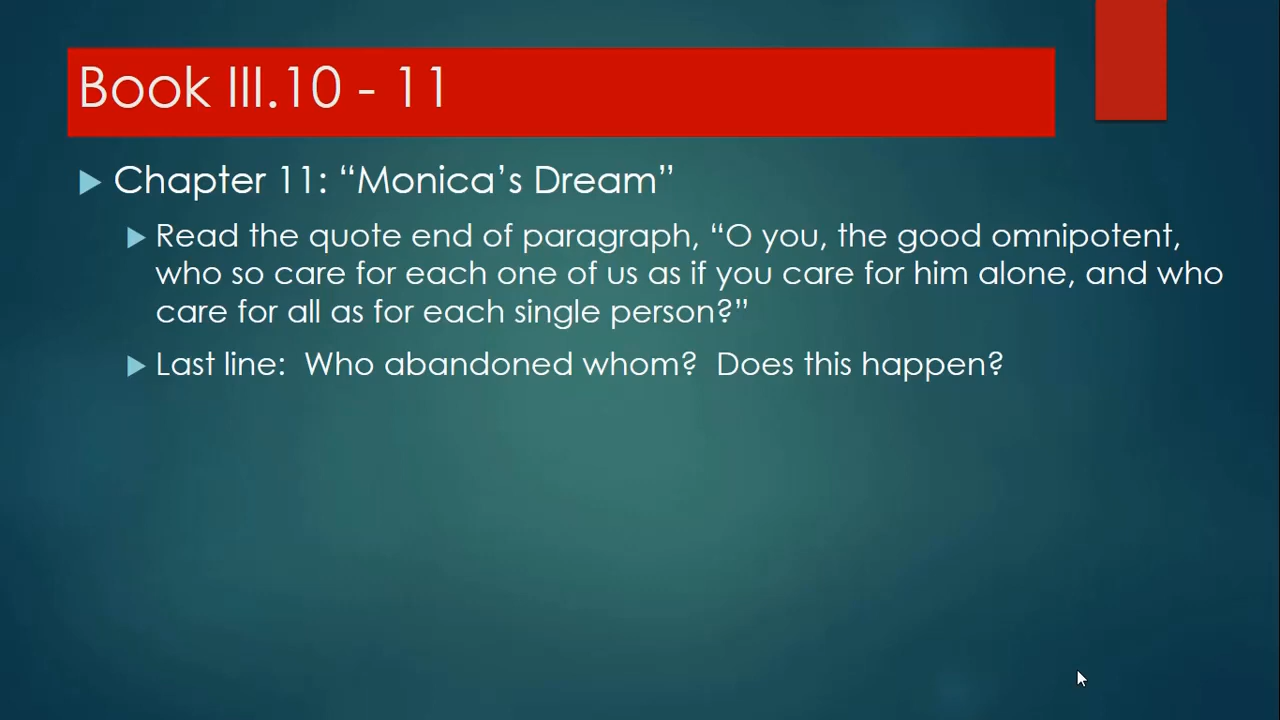 Book III.10 - 11
Chapter 11: “Monica’s Dream”
Read the quote end of paragraph, “O you, the good omnipotent,
who so care for each one of us as if you care for him alone, and who
care for all as for each single person?”
Last line:  Who abandoned whom?  Does this happen?